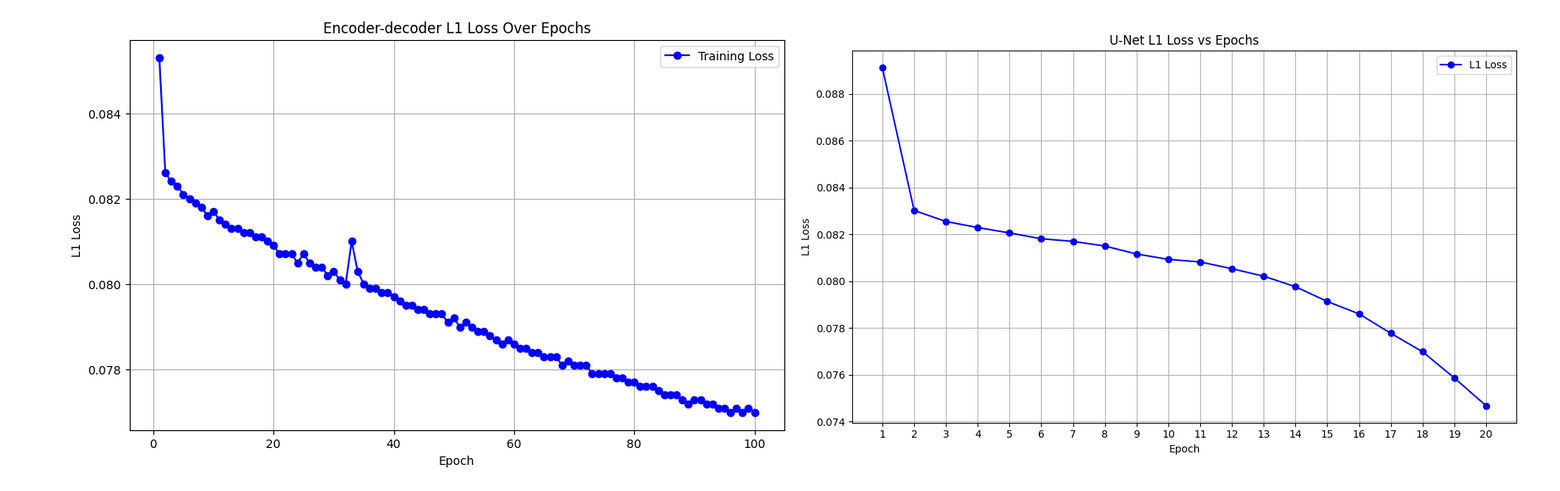 Encoder-decoder L1 Loss Over Epochs
Training Loss
0.084
0.082
0.080
0.078
L1 Loss
0 20 40 60 80 100
Epoch
U-Net L1 Loss vs Epochs
L1 Loss
0.088
0.086
0.084
0.082
0.080
0.078
0.076
0.074
L1 Loss
1 2 3 4 5 6 7 8 9 10 11 12 13 14 15 16 17 18 19 20
Epoch